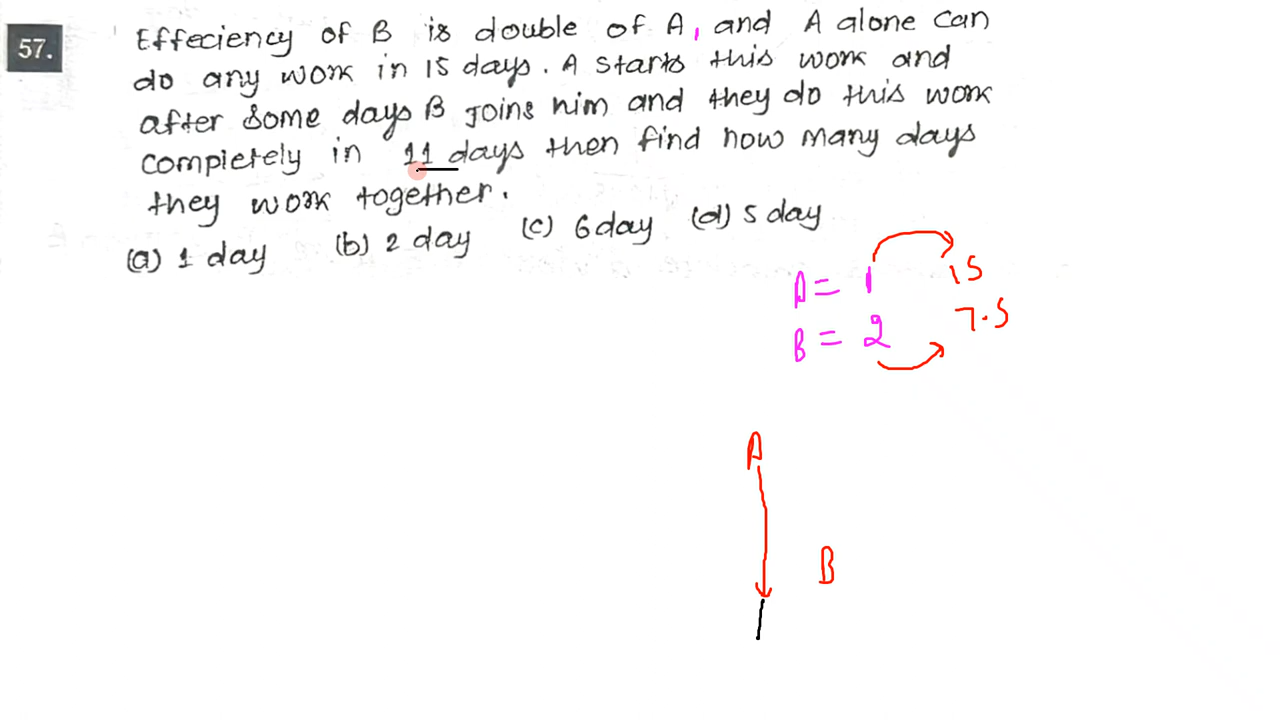 57.
Effeciency of B is double of A, and A alone can
do any work in 15 days. A starts this work and
after some days B joins him and they do this work
completely in 11 days then find how many days
they work together.
(a) 1 day (b) 2 day (c) 6 day (d) 5 day
A = 1 15
B = 2 7.5
A
B